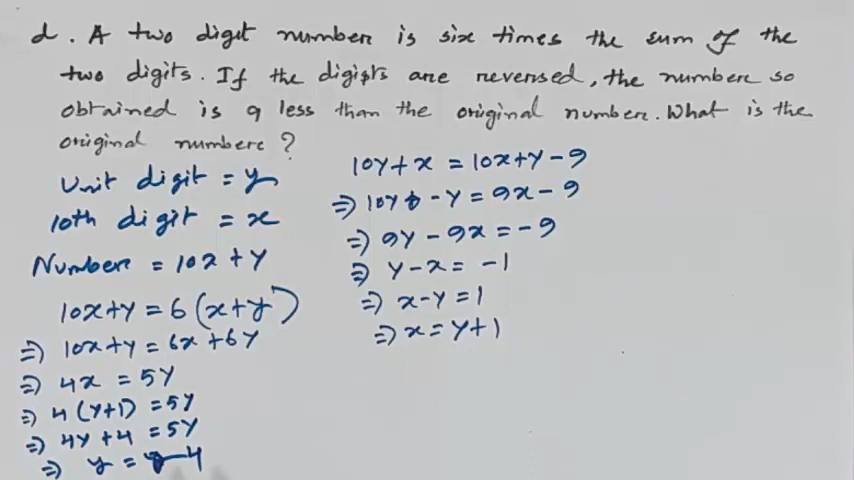 d. A two digit number is six times the sum of the
two digits. If the digits are reversed, the number so
obtained is 9 less than the original number. What is the
original number?
Unit digit = y
10th digit = x
Number = 10x + y
10x+y = 6(x+y)
⇒ 10x+y = 6x+6y
⇒ 4x = 5y
⇒ 4(y+1) = 5y
⇒ 4y+4 = 5y
⇒ y = 4
10y+x = 10x+y-9
⇒ 10y - y = 9x-9
⇒ 9y - 9x = -9
⇒ y-x = -1
⇒ x-y = 1
⇒ x = y+1